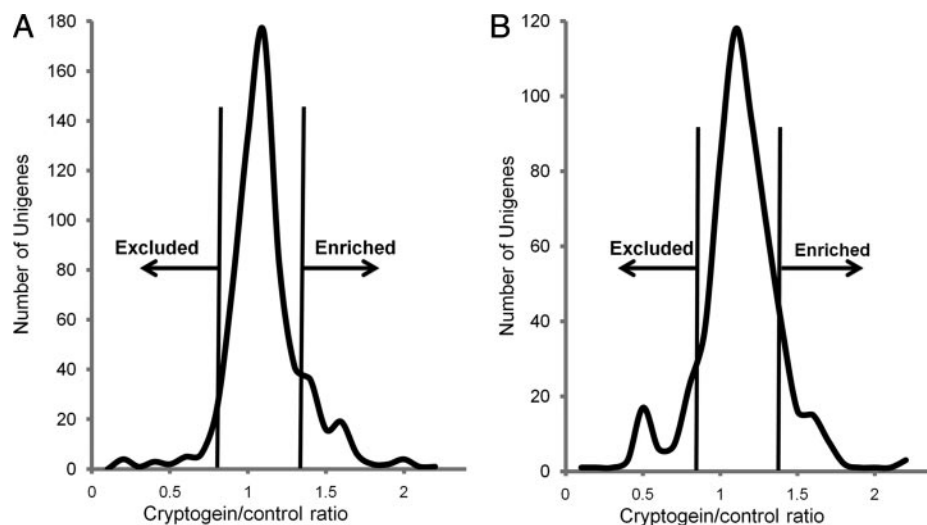 A
180
160
140
120
100
80
60
40
20
0
Number of Unigenes
Excluded
Enriched
0 0.5 1 1.5 2
Cryptogein/control ratio
B
120
100
80
60
40
20
0
Number of Unigenes
Excluded
Enriched
0 0.5 1 1.5 2
Cryptogein/control ratio